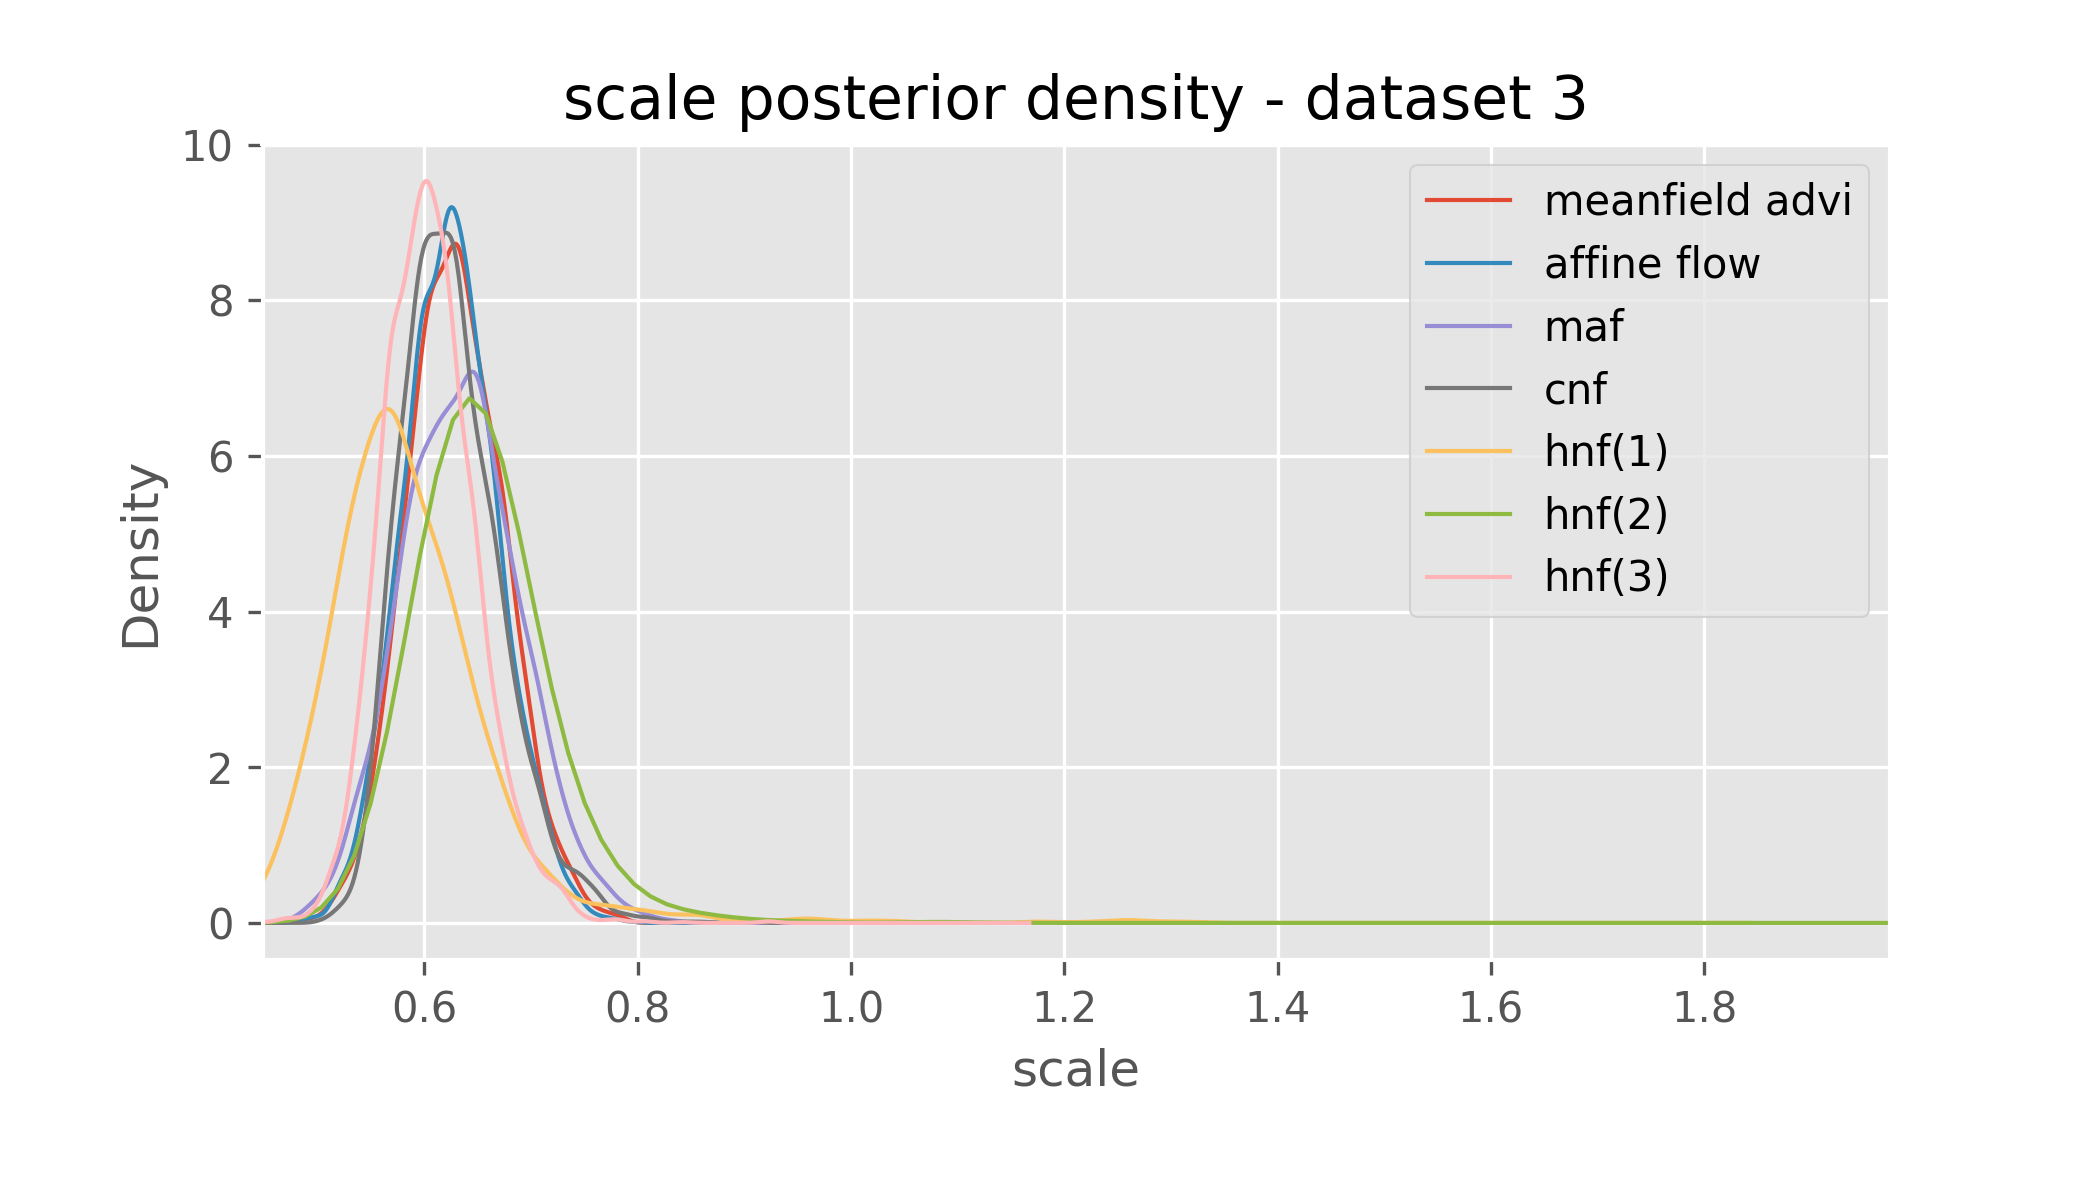 scale posterior density - dataset 3
10
8
6
4
2
0
Density
0.6 0.8 1.0 1.2 1.4 1.6 1.8
scale
meanfield advi
affine flow
maf
cnf
hnf(1)
hnf(2)
hnf(3)